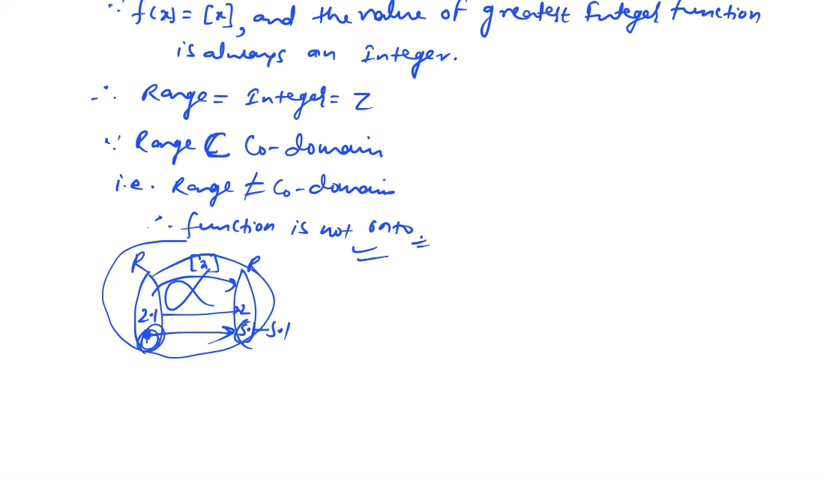 ∵ f(x) = [x], and the value of greatest Integer function
is always an Integer.
∴ Range = Integer = Z
∵ Range ⊂ Co-domain
i.e. Range ≠ Co-domain
∴ function is not onto.
R [x] R
2.1 2
5.1